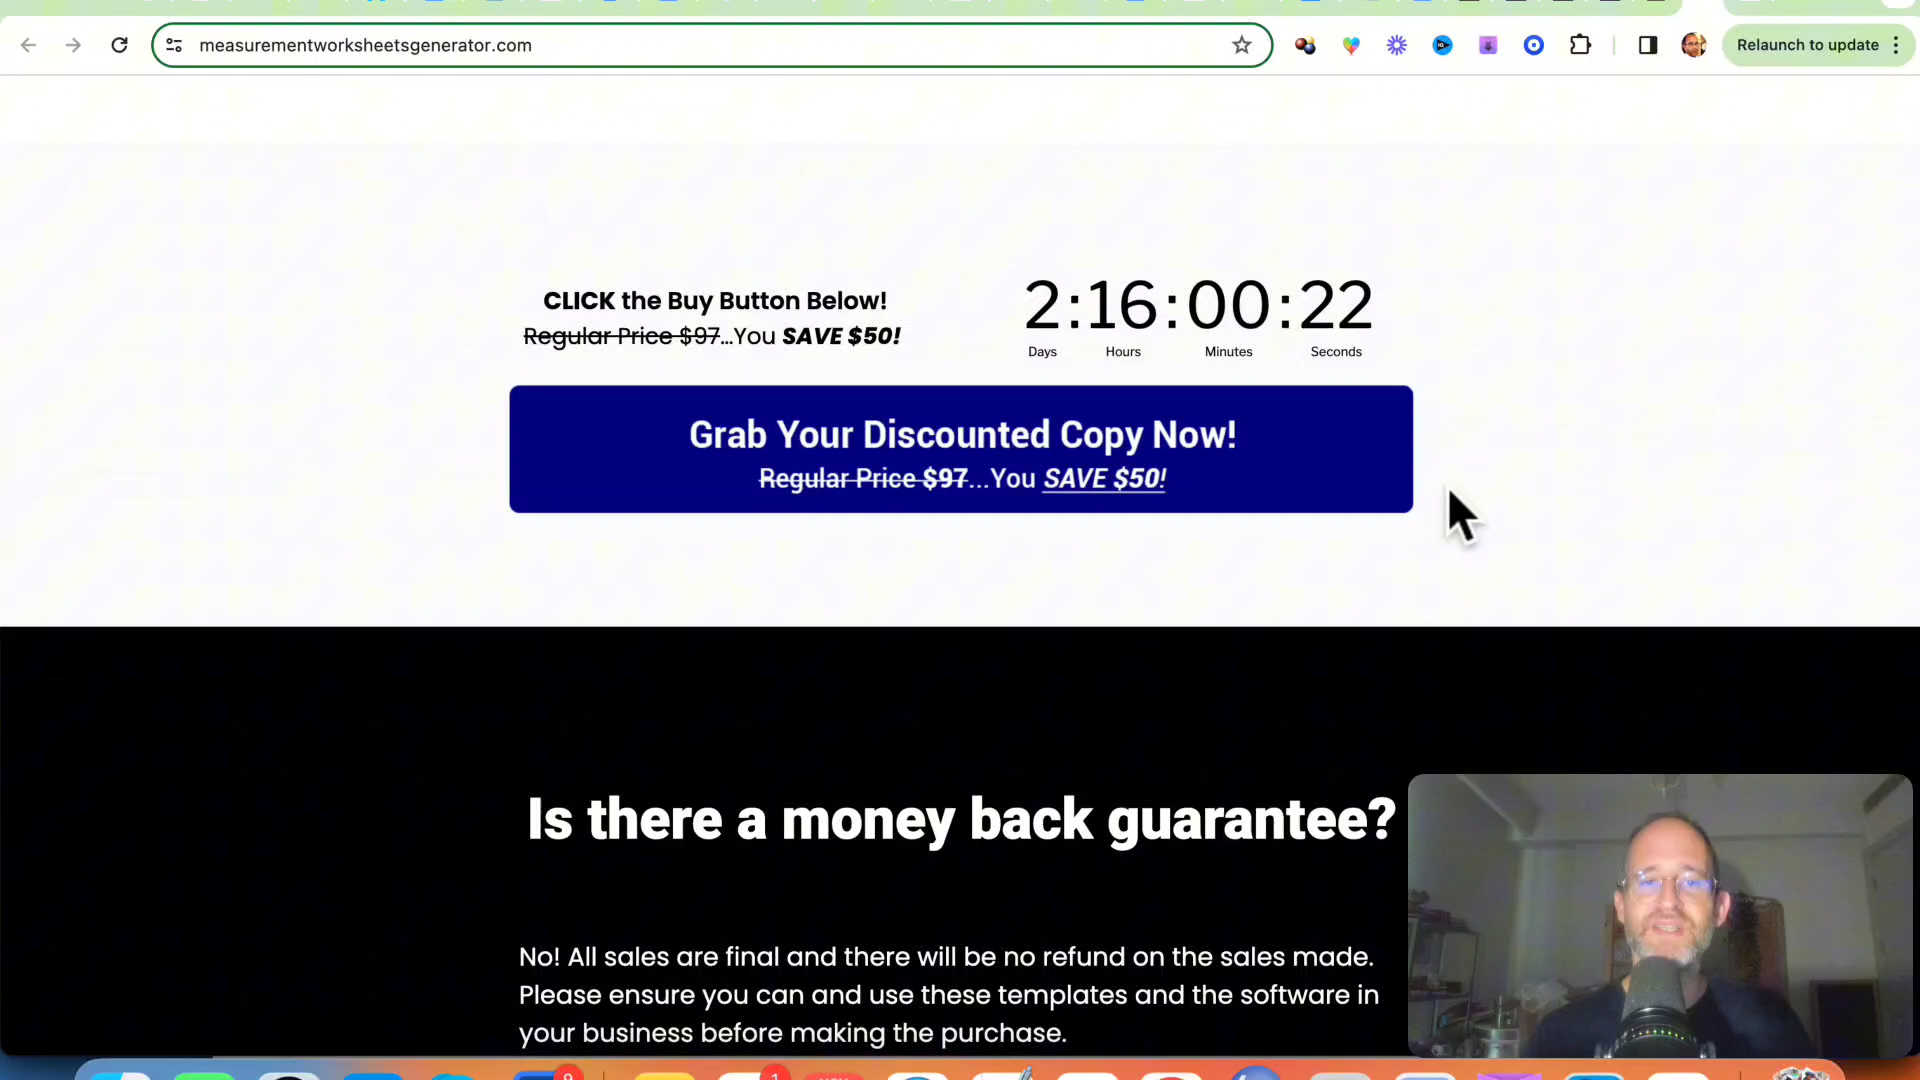 measurementworksheetsgenerator.com
Relaunch to update
CLICK the Buy Button Below!
Regular Price $97...You SAVE $50!
2:16:00:22
Days Hours Minutes Seconds
Grab Your Discounted Copy Now!
Regular Price $97...You SAVE $50!
Is there a money back guarantee?
No! All sales are final and there will be no refund on the sales made.
Please ensure you can and use these templates and the software in
your business before making the purchase.